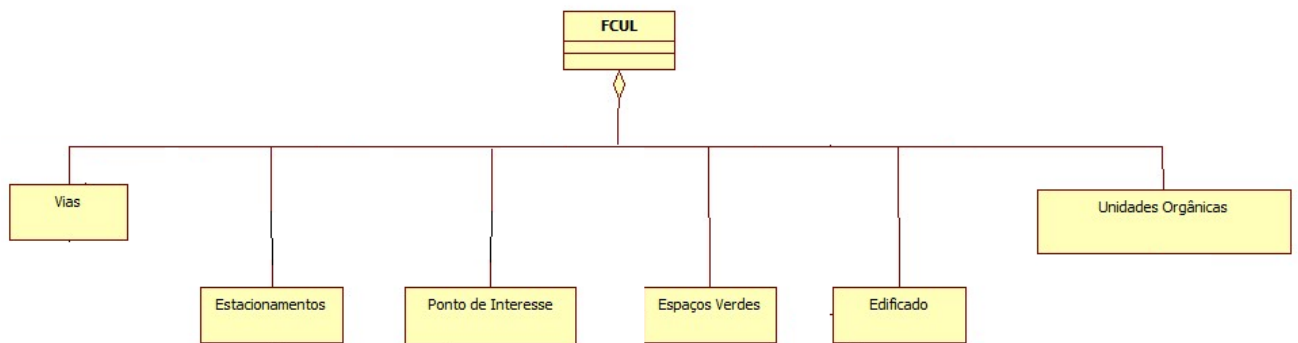 FCUL
Vias
Unidades Orgânicas
Estacionamentos
Ponto de Interesse
Espaços Verdes
Edificado